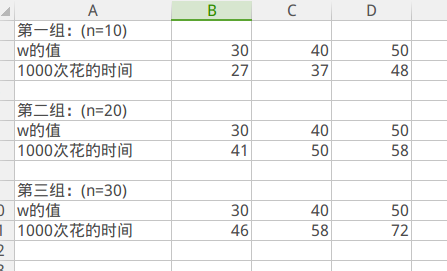 A B C D
第一组：(n=10)
w的值 30 40 50
1000次花的时间 27 37 48
第二组：(n=20)
w的值 30 40 50
1000次花的时间 41 50 58
第三组：(n=30)
0 w的值 30 40 50
1 1000次花的时间 46 58 72
2